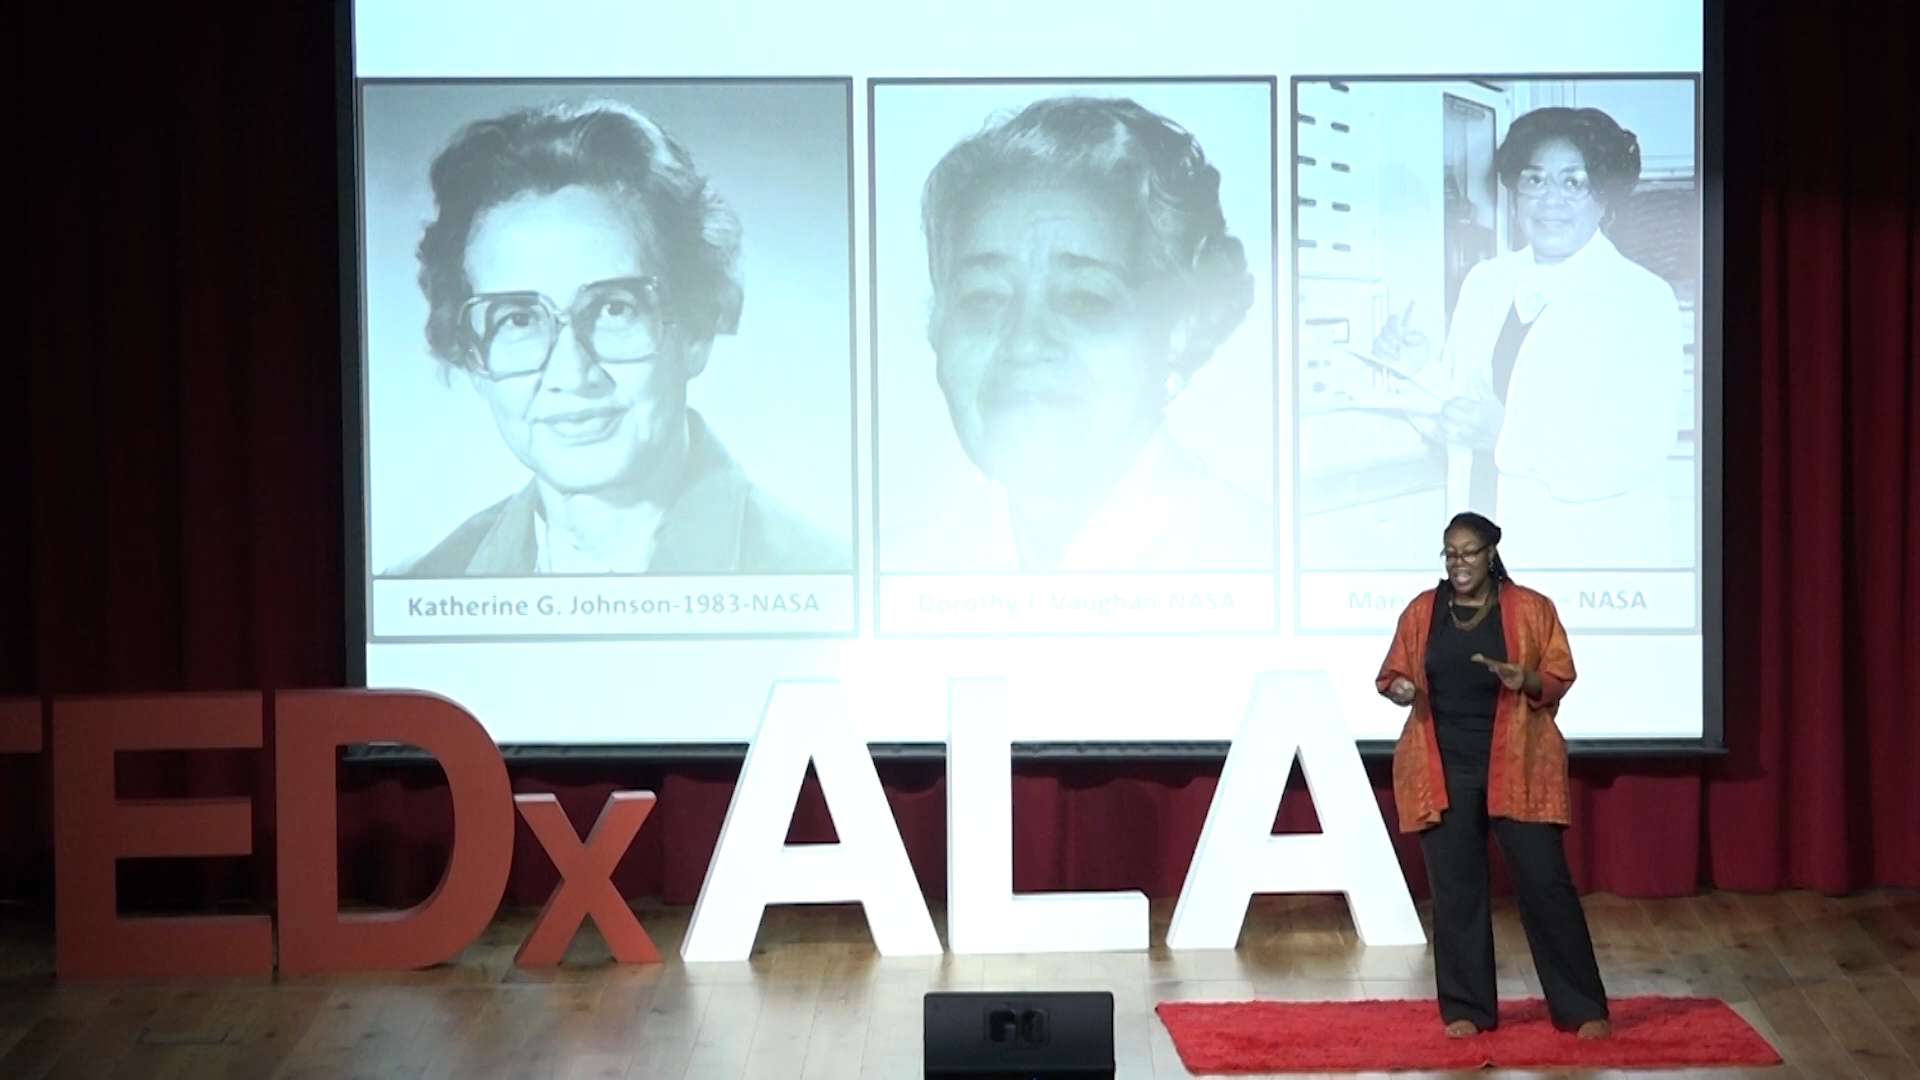 Katherine G. Johnson-1983-NASA
Dorothy J. Vaughan-NASA
– NASA
TEDxALA